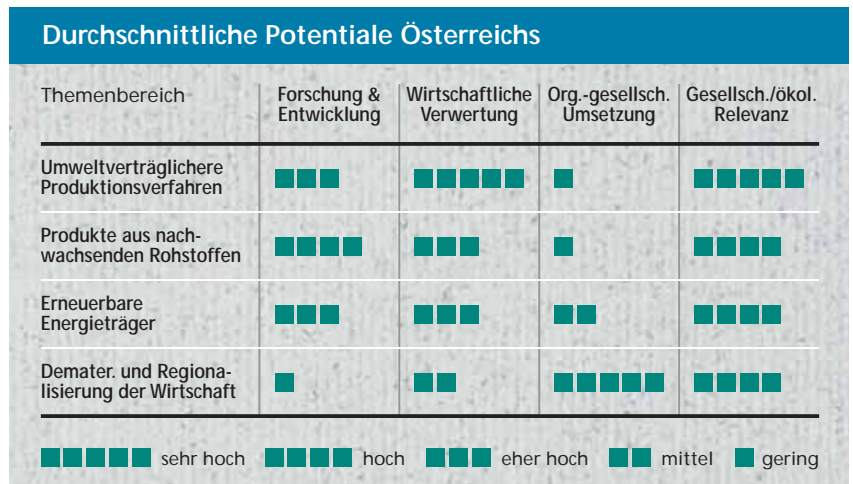 Durchschnittliche Potentiale Österreichs
Themenbereich
Forschung &
Entwicklung
Wirtschaftliche
Verwertung
Org.-gesellsch.
Umsetzung
Gesellsch./ökol.
Relevanz
Umweltverträglichere
Produktionsverfahren
Produkte aus nach-
wachsenden Rohstoffen
Erneuerbare
Energieträger
Demater. und Regiona-
lisierung der Wirtschaft
sehr hoch hoch eher hoch mittel gering